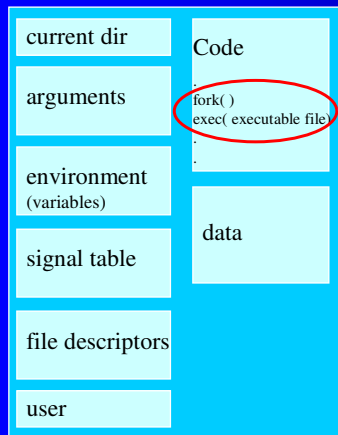 current dir
arguments
environment
(variables)
signal table
file descriptors
user
Code
.
fork( )
exec( executable file)
.
.
data